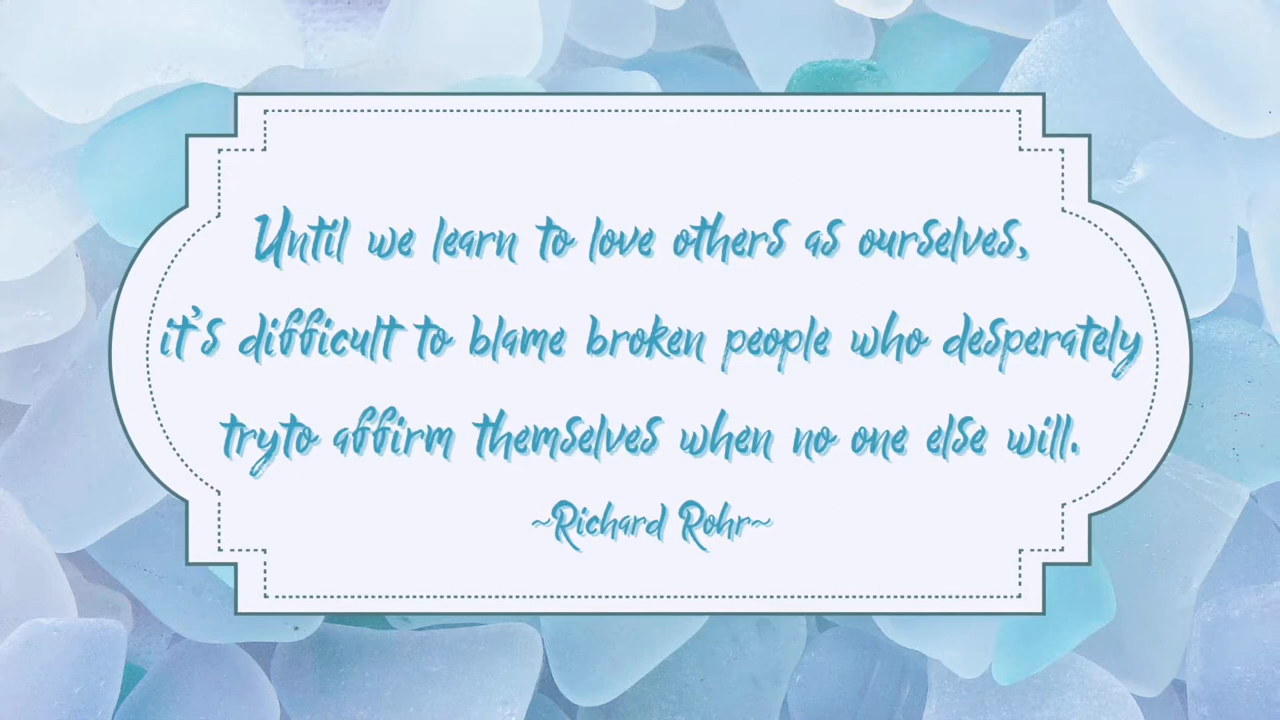 Until we learn to love others as ourselves,
it's difficult to blame broken people who desperately
tryto affirm themselves when no one else will.
~Richard Rohr~